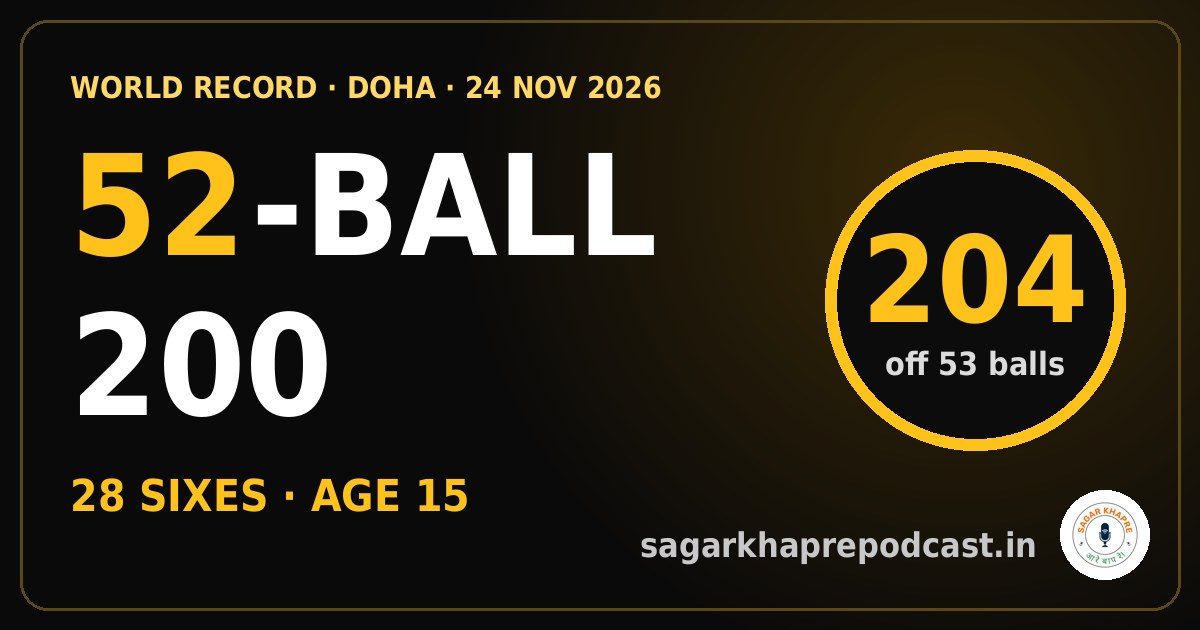 WORLD RECORD · DOHA · 24 NOV 2026
52-BALL
200
204
off 53 balls
28 SIXES · AGE 15
sagarkhaprepodcast.in
SAGAR KHAPRE
आरे बाप रे!